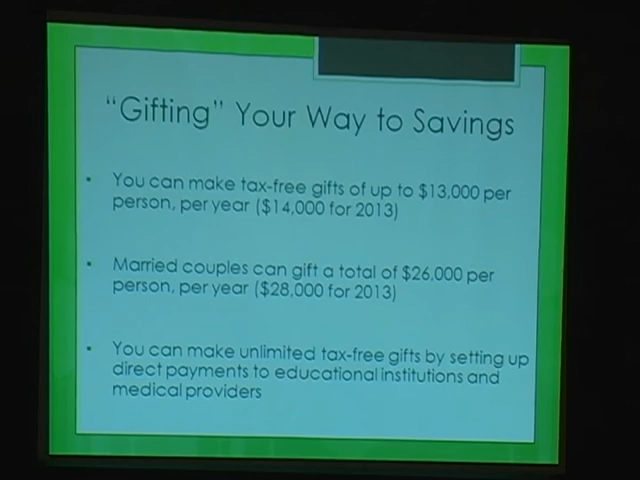 “Gifting” Your Way to Savings
• You can make tax-free gifts of up to $13,000 per
person, per year ($14,000 for 2013)
• Married couples can gift a total of $26,000 per
person, per year ($28,000 for 2013)
• You can make unlimited tax-free gifts by setting up
direct payments to educational institutions and
medical providers